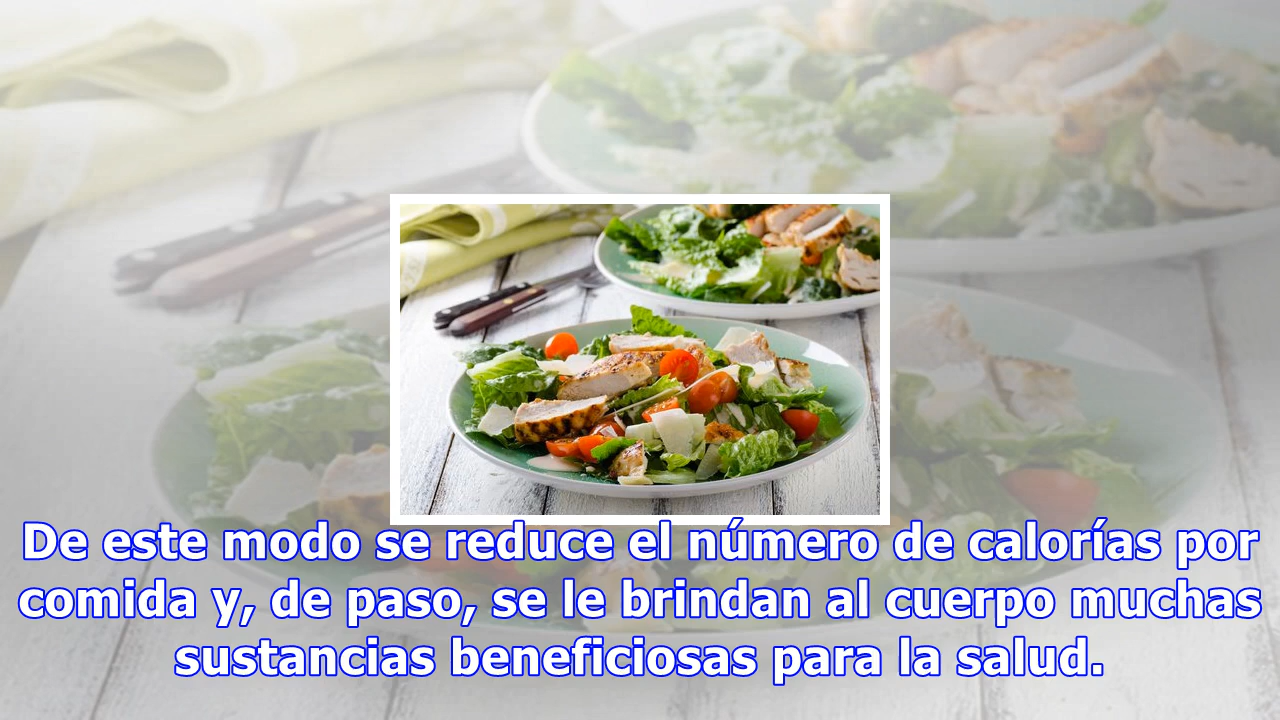 De este modo se reduce el número de calorías por
comida y, de paso, se le brindan al cuerpo muchas
sustancias beneficiosas para la salud.